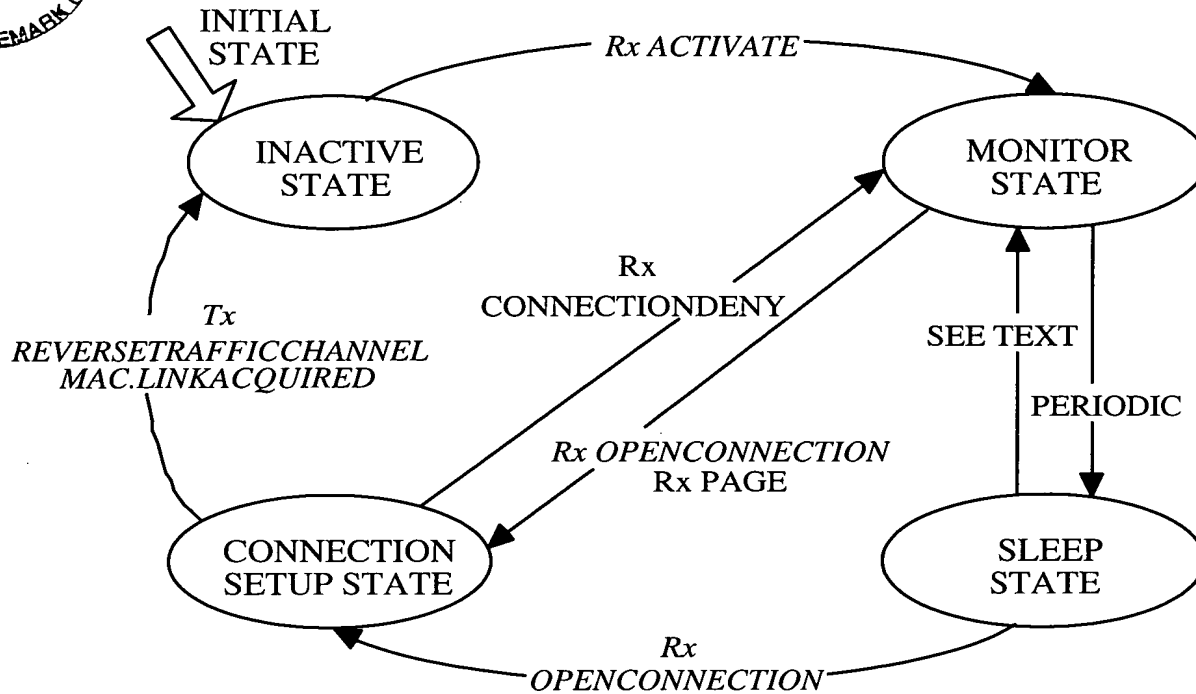 INITIAL
STATE
Rx ACTIVATE
INACTIVE
STATE
MONITOR
STATE
Rx
CONNECTIONDENY
Tx
REVERSETRAFFICCHANNEL
MAC.LINKACQUIRED
SEE TEXT
PERIODIC
Rx OPENCONNECTION
Rx PAGE
CONNECTION
SETUP STATE
SLEEP
STATE
Rx
OPENCONNECTION